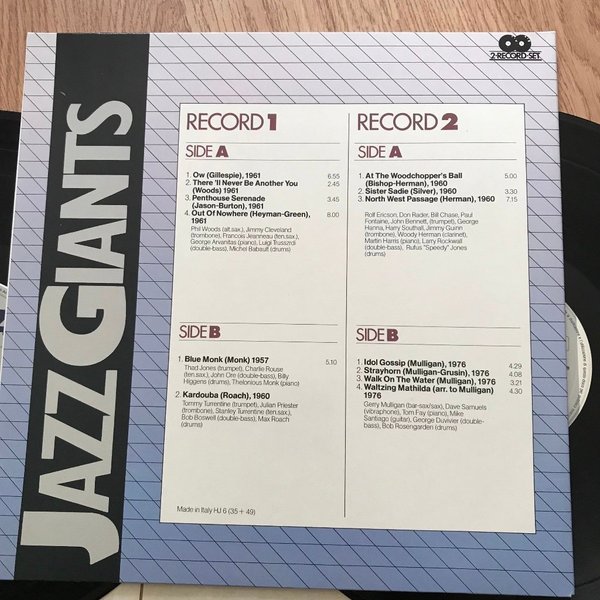 JAZZ GIANTS
2-RECORD-SET
RECORD 1
SIDE A
1. Ow (Gillespie), 1961 6.55
2. There'll Never Be Another You
(Woods) 1961 2.45
3. Penthouse Serenade
(Jason-Burton), 1961 3.45
4. Out Of Nowhere (Heyman-Green),
1961 8.00
Phil Woods (alt.sax.), Jimmy Cleveland
(trombone), Francois Jeanneau (ten.sax.),
George Arvanitas (piano), Luigi Trussardi
(double-bass), Michel Babault (drums)
SIDE B
1. Blue Monk (Monk) 1957 5.10
Thad Jones (trumpet), Charlie Rouse
(ten.sax.), John Ore (double-bass), Billy
Higgens (drums), Thelonious Monk (piano)
2. Kardouba (Roach), 1960
Tommy Turrentine (trumpet), Julian Priester
(trombone), Stanley Turrentine (ten.sax.),
Bob Boswell (double-bass), Max Roach
(drums)
Made in Italy HJ 6 (35 + 49)
RECORD 2
SIDE A
1. At The Woodchopper's Ball
(Bishop-Herman), 1960 5.00
2. Sister Sadie (Silver), 1960 3.30
3. North West Passage (Herman), 1960 7.15
Rolf Ericson, Don Rader, Bill Chase, Paul
Fontaine, John Bennett, (trumpet), George
Hanna, Harry Southall, Jimmy Guinn
(trombone), Woody Herman (clarinet),
Martin Harris (piano), Larry Rockwall
(double-bass), Rufus "Speedy" Jones
(drums)
SIDE B
1. Idol Gossip (Mulligan), 1976 4.29
2. Strayhorn (Mulligan-Grusin), 1976 4.08
3. Walk On The Water (Mulligan), 1976 3.21
4. Waltzing Mathilda (arr. to Mulligan)
1976 4.30
Gerry Mulligan (bar-sax/sax), Dave Samuels
(vibraphone), Tom Fay (piano), Mike
Santiago (guitar), George Duvivier (double-
bass), Bob Rosengarden (drums)